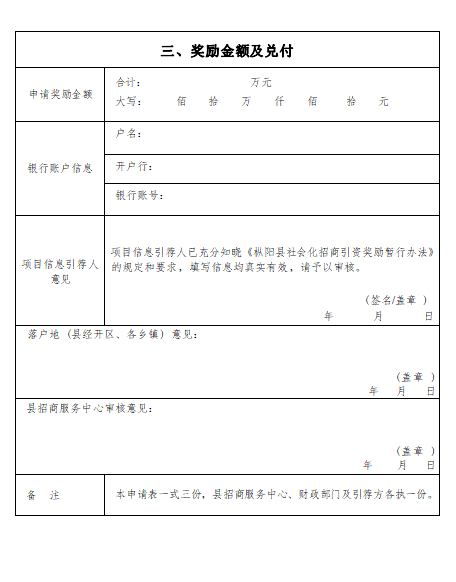 三、奖励金额及兑付
申请奖励金额
合计： 万元
大写： 佰 拾 万 仟 佰 拾 元
银行账户信息
户名：
开户行：
银行账号：
项目信息引荐人
意见
项目信息引荐人已充分知晓《枞阳县社会化招商引资奖励暂行办法》
的规定和要求，填写信息均真实有效，请予以审核。
（签名/盖章 ）
年 月 日
落户地（县经开区、各乡镇）意见：
（盖章 ）
年 月 日
县招商服务中心审核意见：
（盖章 ）
年 月 日
备 注
本申请表一式三份，县招商服务中心、财政部门及引荐方各执一份。